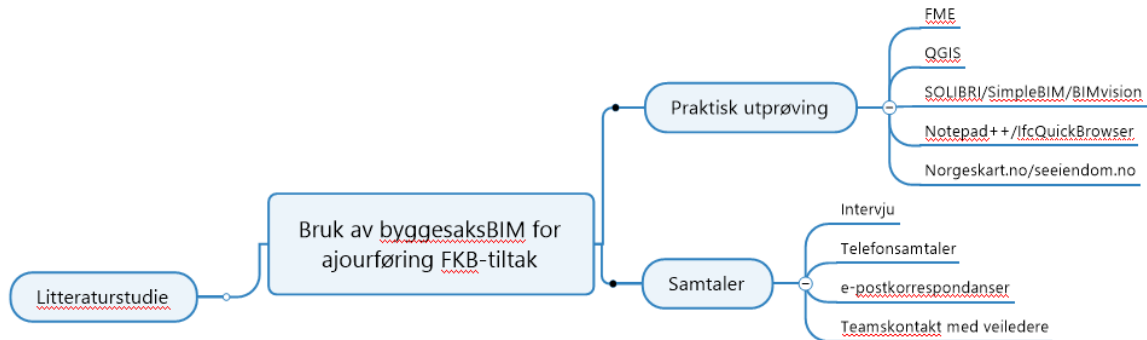 Litteraturstudie
Bruk av byggesaksBIM for
ajourføring FKB-tiltak
Praktisk utprøving
FME
QGIS
SOLIBRI/SimpleBIM/BIMvision
Notepad++/IfcQuickBrowser
Norgeskart.no/seeiendom.no
Samtaler
Intervju
Telefonsamtaler
e-postkorrespondanser
Teamskontakt med veiledere